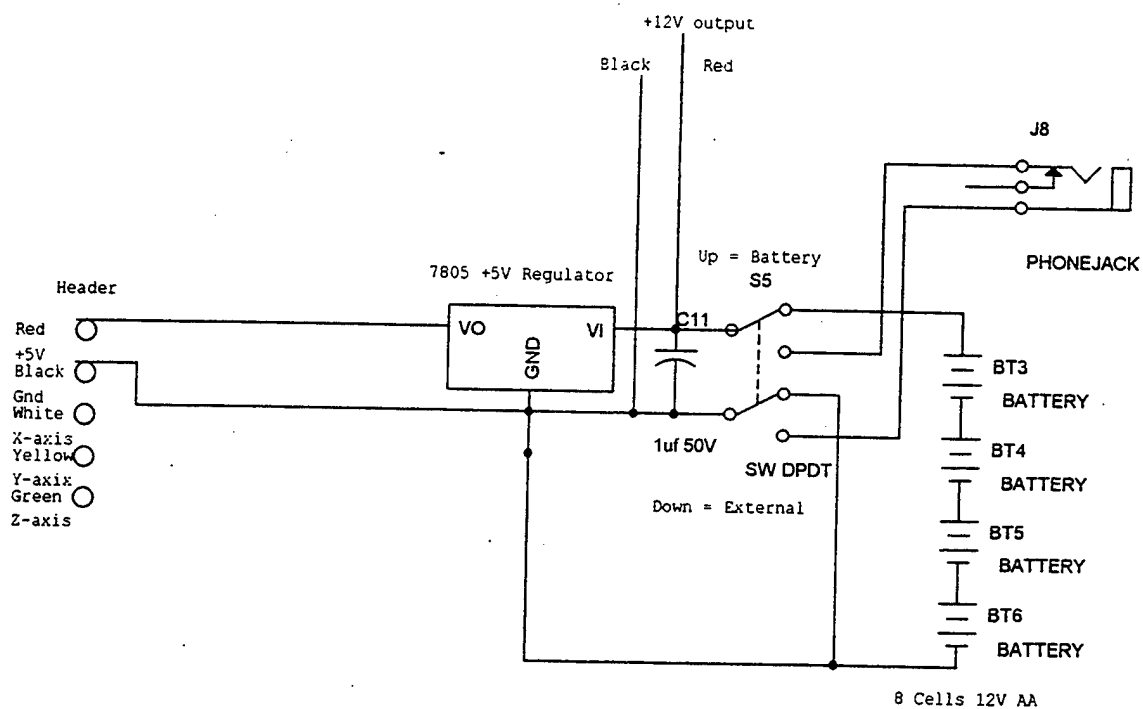 +12V output
Black Red
J8
PHONEJACK
Up = Battery
S5
7805 +5V Regulator
Header
VO VI
GND
C11
Red
+5V
Black
Gnd
White
X-axis
Yellow
Y-axix
Green
Z-axis
1uf 50V
SW DPDT
Down = External
BT3
BATTERY
BT4
BATTERY
BT5
BATTERY
BT6
BATTERY
8 Cells 12V AA